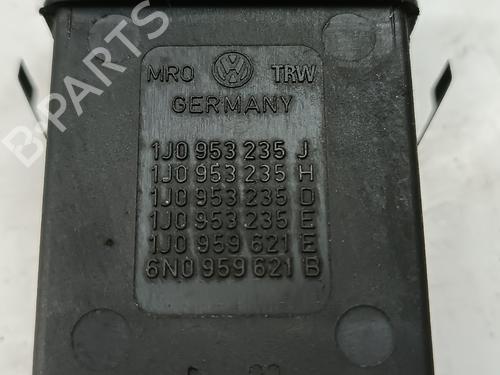 MRO VW TRW
GERMANY
1J0 953 235 J
1J0 953 235 H
1J0 953 235 D
1J0 953 235 E
1J0 959 621 E
6N0 959 621 B
B-PARTS